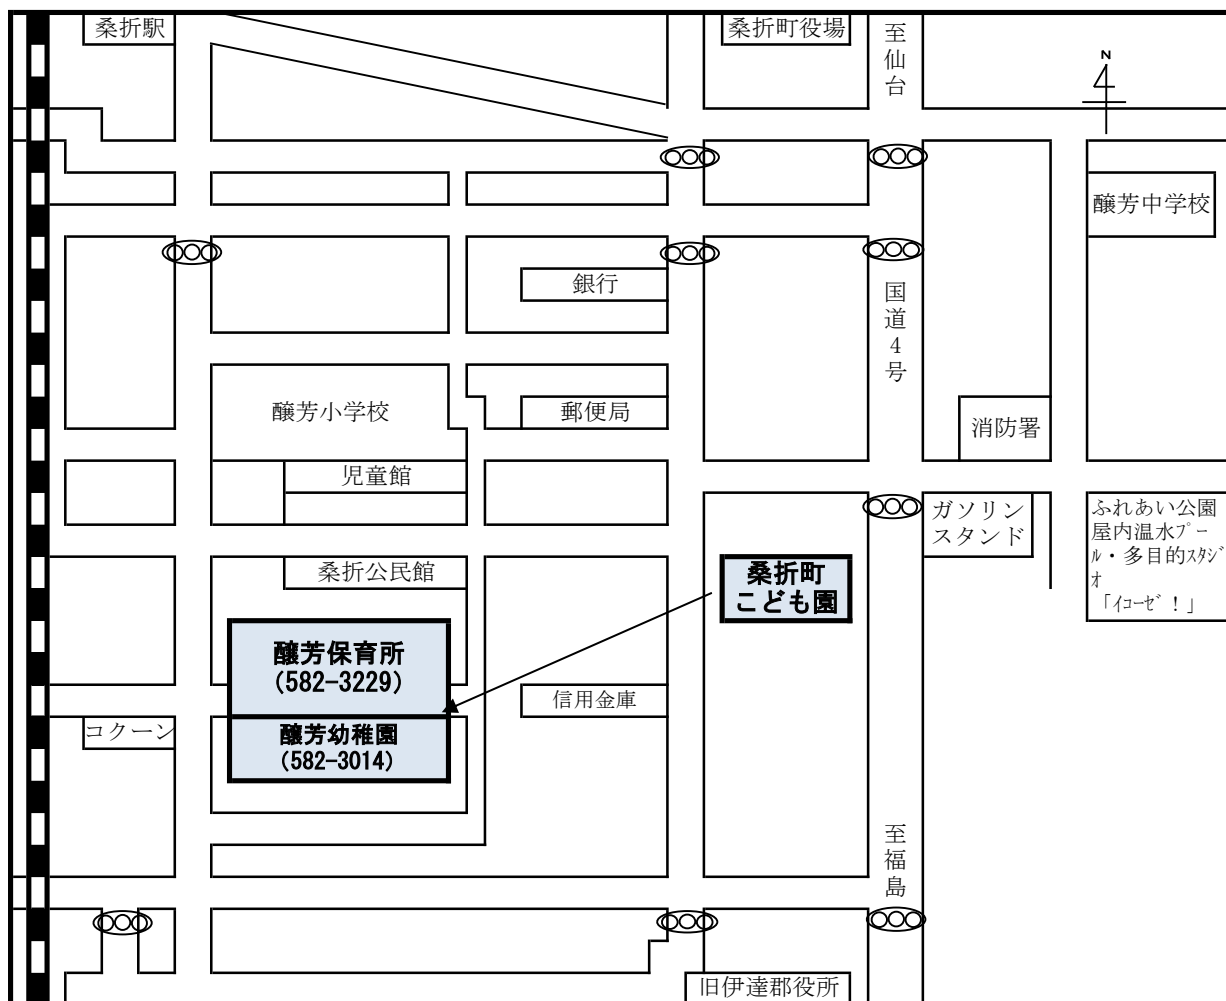 桑折駅
桑折町役場
至仙台
N
醸芳中学校
銀行
国道4号
醸芳小学校
郵便局
消防署
児童館
ガソリン
スタンド
ふれあい公園
屋内温水ﾌﾟｰ
ﾙ・多目的ｽﾀｼﾞ
ｵ
「ｲｺｰｾﾞ！」
桑折公民館
桑折町
こども園
醸芳保育所
(582-3229)
信用金庫
コクーン
醸芳幼稚園
(582-3014)
至福島
旧伊達郡役所